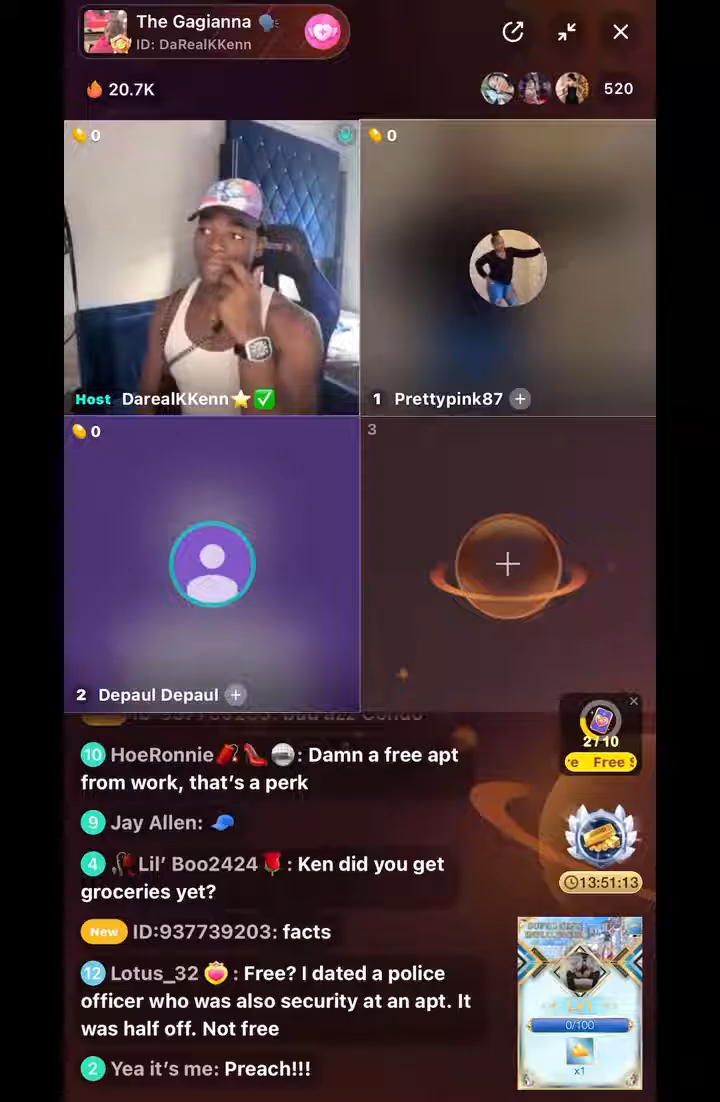 The Gagianna 🗣️
ID: DaRealKKenn
🔥 20.7K
520
0
0
Host DarealKKenn⭐✅
1 Prettypink87 +
0
3
2 Depaul Depaul +
2/10
Free
10 HoeRonnie🧨👠🪩: Damn a free apt
from work, that's a perk
9 Jay Allen: 🧢
4 🥀Lil' Boo2424🌹: Ken did you get
groceries yet?
13:51:13
New ID:937739203: facts
12 Lotus_32: Free? I dated a police
officer who was also security at an apt. It
was half off. Not free
0/100
x1
2 Yea it's me: Preach!!!